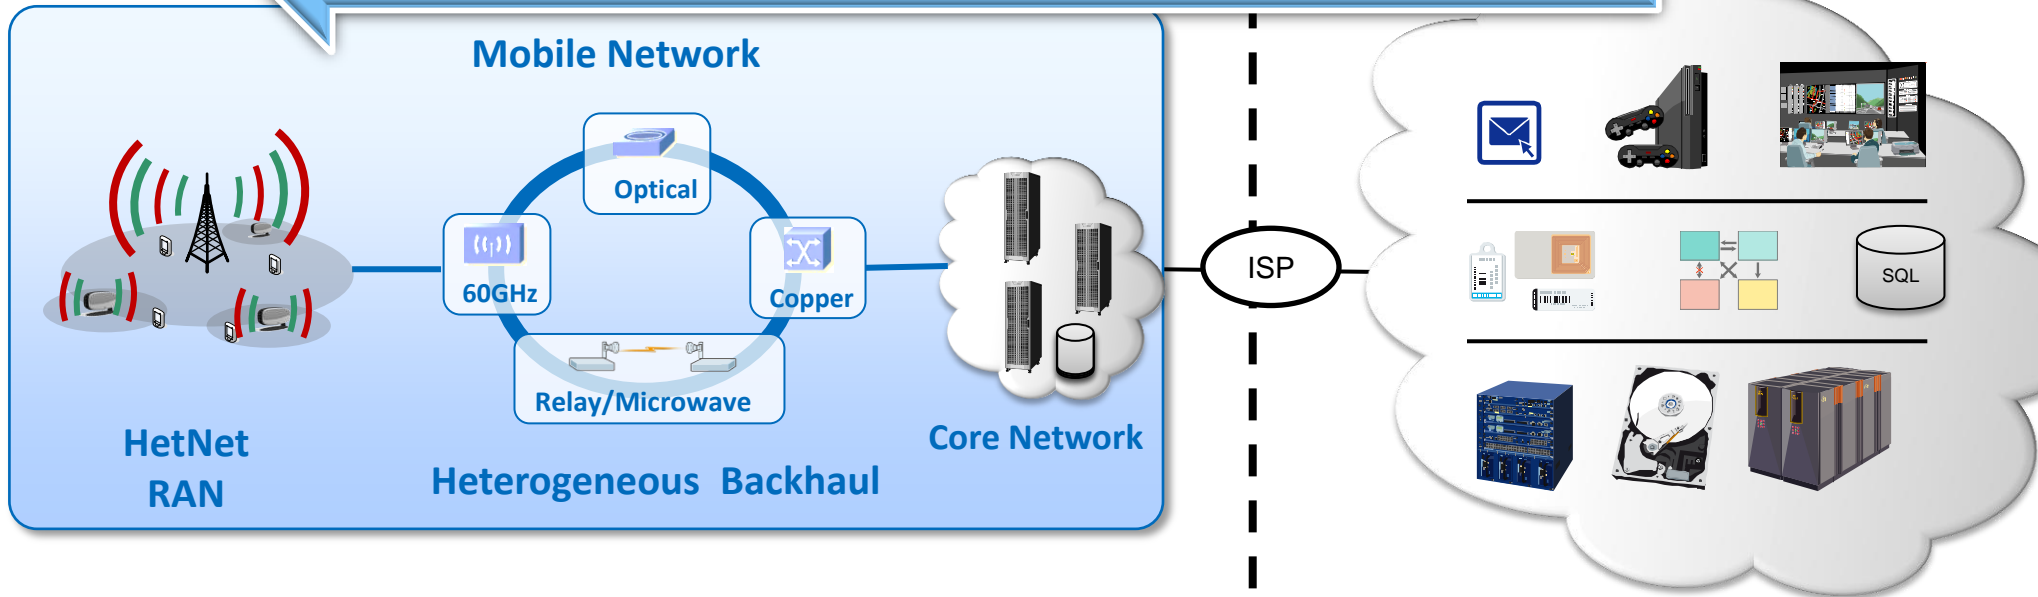 Mobile Network
Optical
60GHz
Copper
Relay/Microwave
HetNet
RAN
Heterogeneous Backhaul
Core Network
ISP
SQL